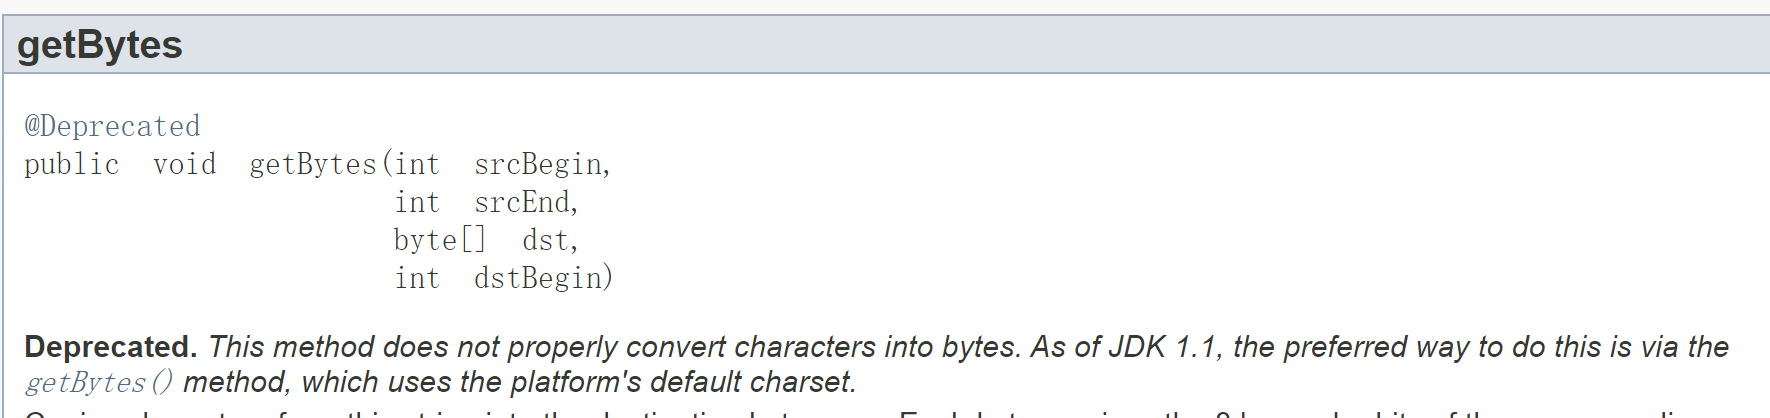 getBytes
@Deprecated
public void getBytes(int srcBegin,
int srcEnd,
byte[] dst,
int dstBegin)
Deprecated. This method does not properly convert characters into bytes. As of JDK 1.1, the preferred way to do this is via the
getBytes() method, which uses the platform's default charset.